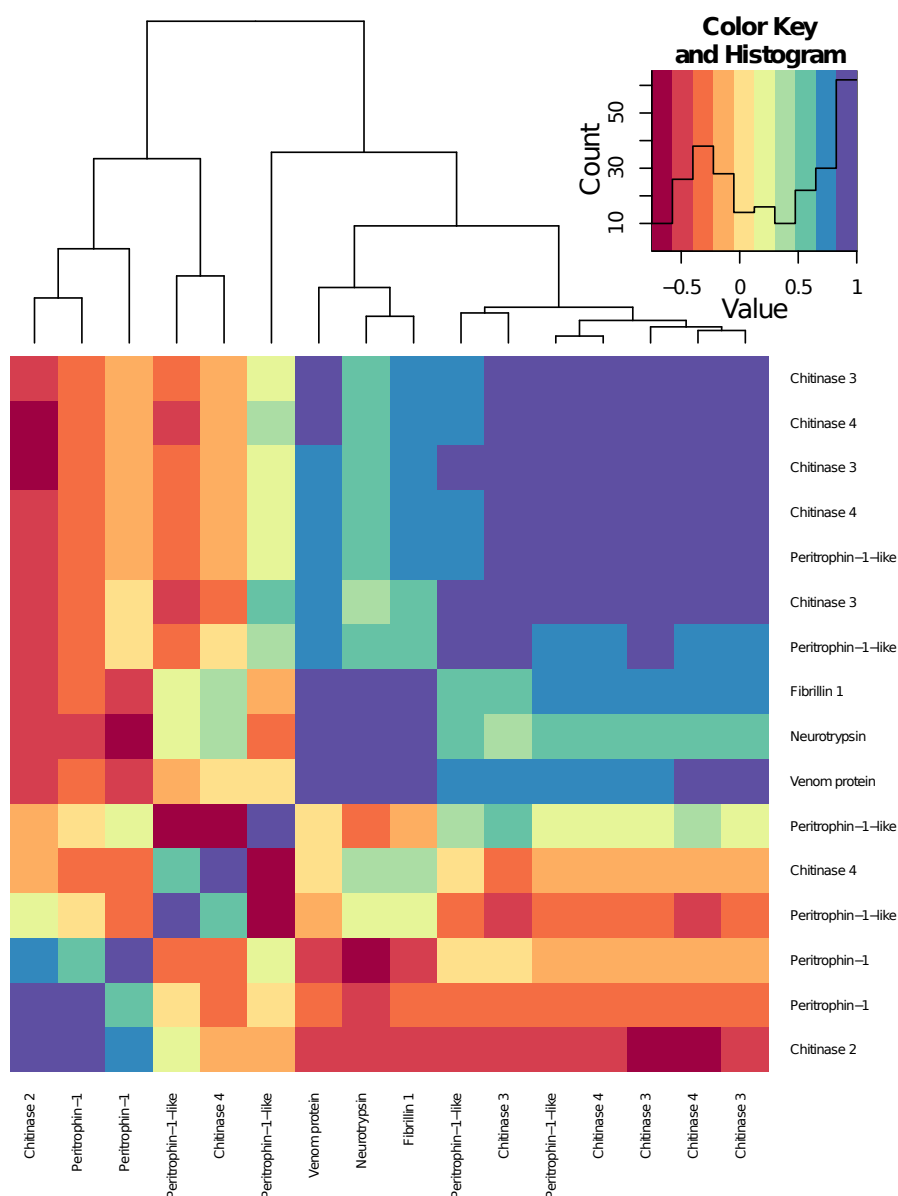 Color Key
and Histogram
Count
10
30
50
−0.5
0
0.5
1
Value
Chitinase 3
Chitinase 4
Chitinase 3
Chitinase 4
Peritrophin−1−like
Chitinase 3
Peritrophin−1−like
Fibrillin 1
Neurotrypsin
Venom protein
Peritrophin−1−like
Chitinase 4
Peritrophin−1−like
Peritrophin−1
Peritrophin−1
Chitinase 2
Chitinase 2
Peritrophin−1
Peritrophin−1
Peritrophin−1−like
Chitinase 4
Peritrophin−1−like
Venom protein
Neurotrypsin
Fibrillin 1
Peritrophin−1−like
Chitinase 3
Peritrophin−1−like
Chitinase 4
Chitinase 3
Chitinase 4
Chitinase 3